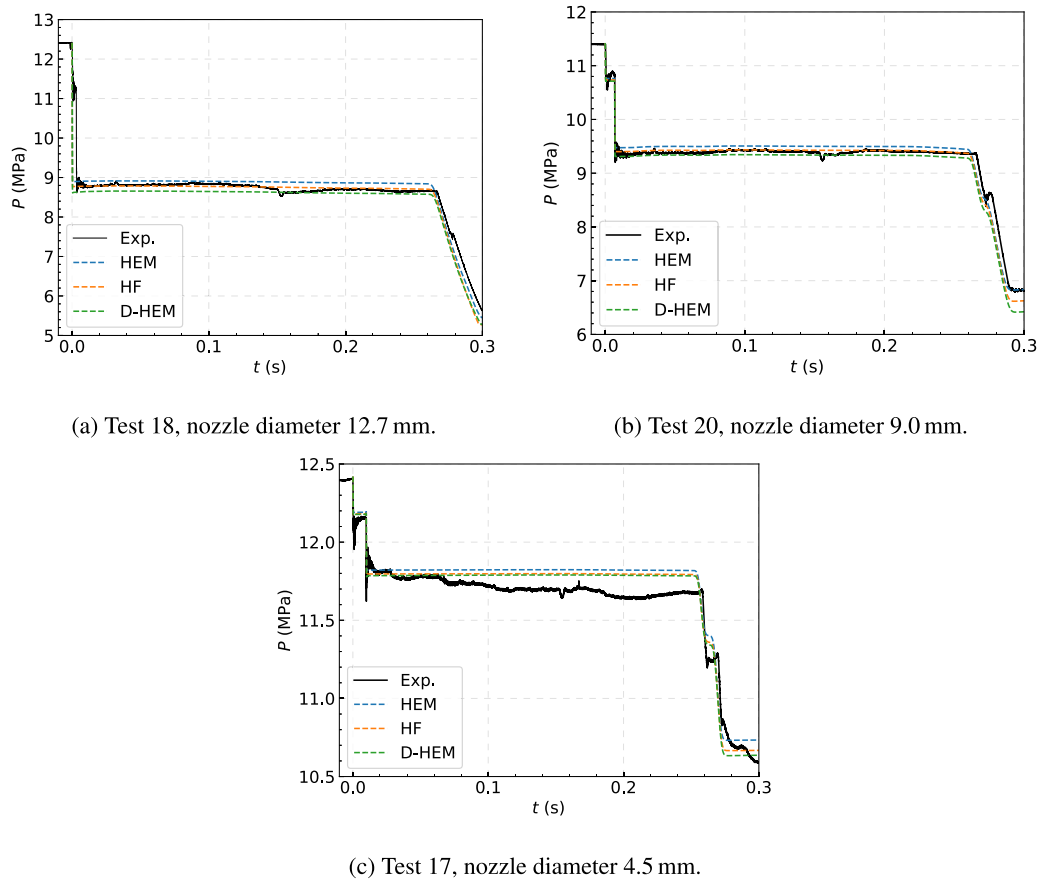 13
12
11
10
9
8
7
6
5
P (MPa)
Exp.
HEM
HF
D-HEM
0.0
0.1
0.2
0.3
t (s)
(a) Test 18, nozzle diameter 12.7 mm.
12
11
10
9
8
7
6
P (MPa)
Exp.
HEM
HF
D-HEM
0.0
0.1
0.2
0.3
t (s)
(b) Test 20, nozzle diameter 9.0 mm.
12.5
12.0
11.5
11.0
10.5
P (MPa)
Exp.
HEM
HF
D-HEM
0.0
0.1
0.2
0.3
t (s)
(c) Test 17, nozzle diameter 4.5 mm.